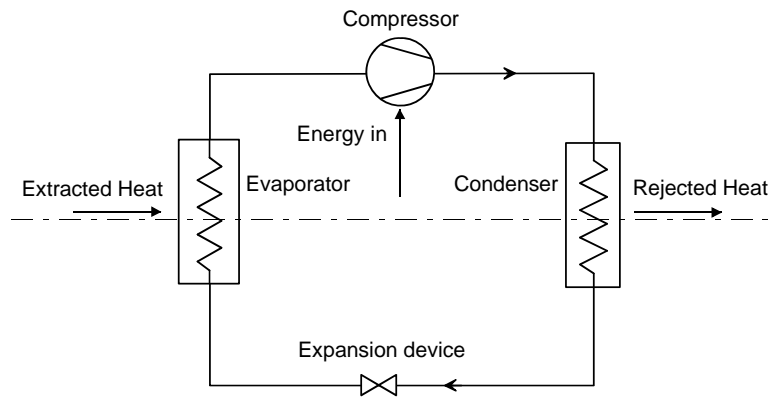 Compressor
Energy in
Extracted Heat
Evaporator
Condenser
Rejected Heat
Expansion device